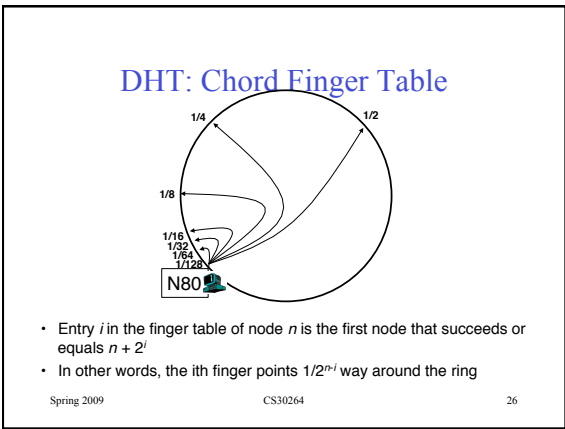 DHT: Chord Finger Table
1/4
1/2
1/8
1/16
1/32
1/64
1/128
N80
• Entry i in the finger table of node n is the first node that succeeds or
equals n + 2^i
• In other words, the ith finger points 1/2^n-i way around the ring
Spring 2009 CS30264 26